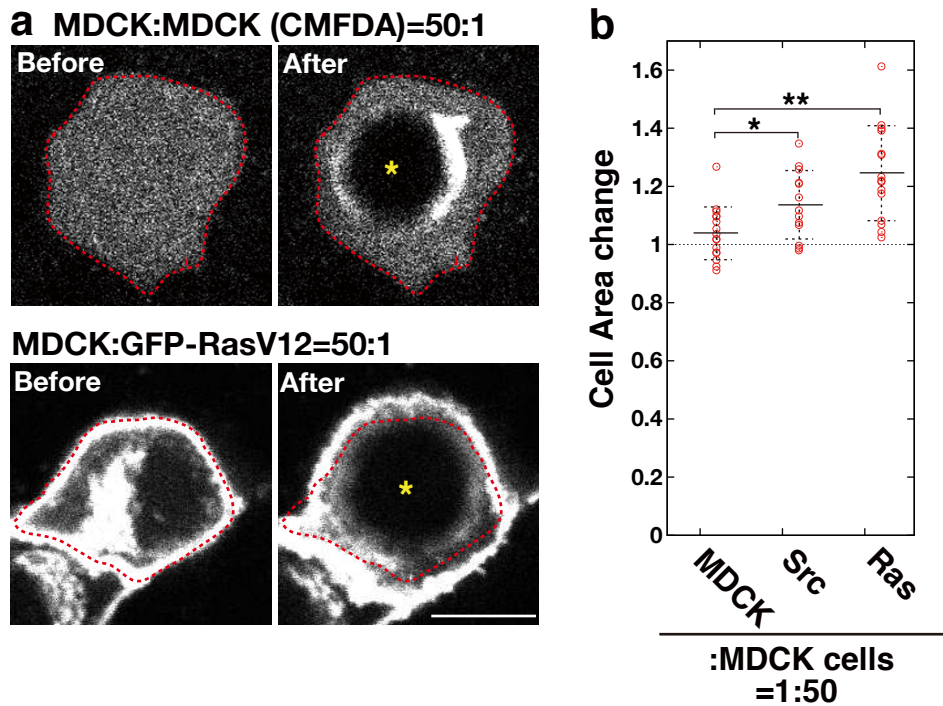 a MDCK:MDCK (CMFDA)=50:1
Before
After
*
MDCK:GFP-RasV12=50:1
Before
After
*
b
Cell Area change
1.6
1.4
1.2
1
0.8
0.6
0.4
0.2
0
**
*
MDCK
Src
Ras
:MDCK cells
=1:50